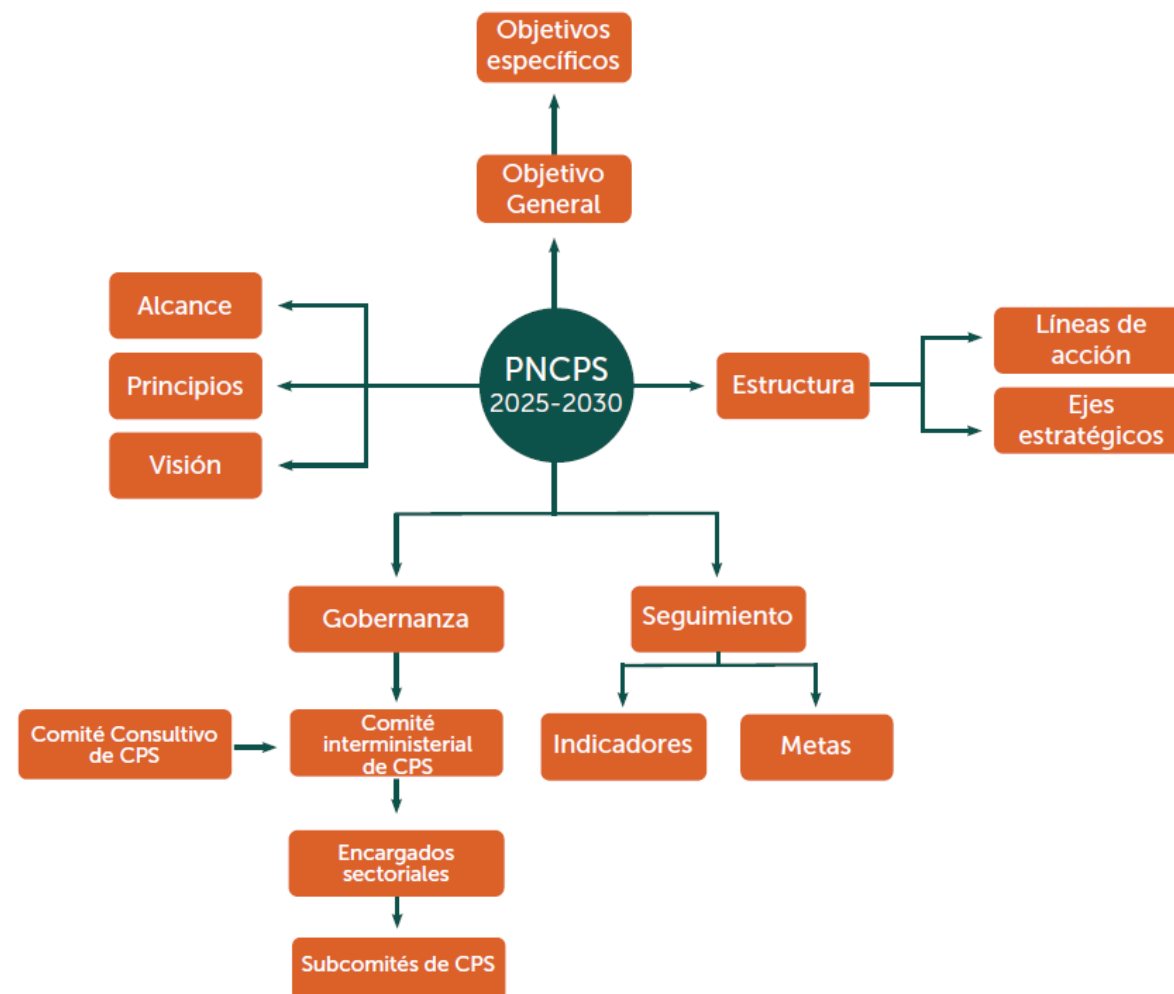 Objetivos
específicos
Objetivo
General
Alcance
Principios
Visión
PNCPS
2025-2030
Estructura
Líneas de
acción
Ejes
estratégicos
Gobernanza
Seguimiento
Comité Consultivo
de CPS
Comité
interministerial
de CPS
Indicadores
Metas
Encargados
sectoriales
Subcomités de CPS